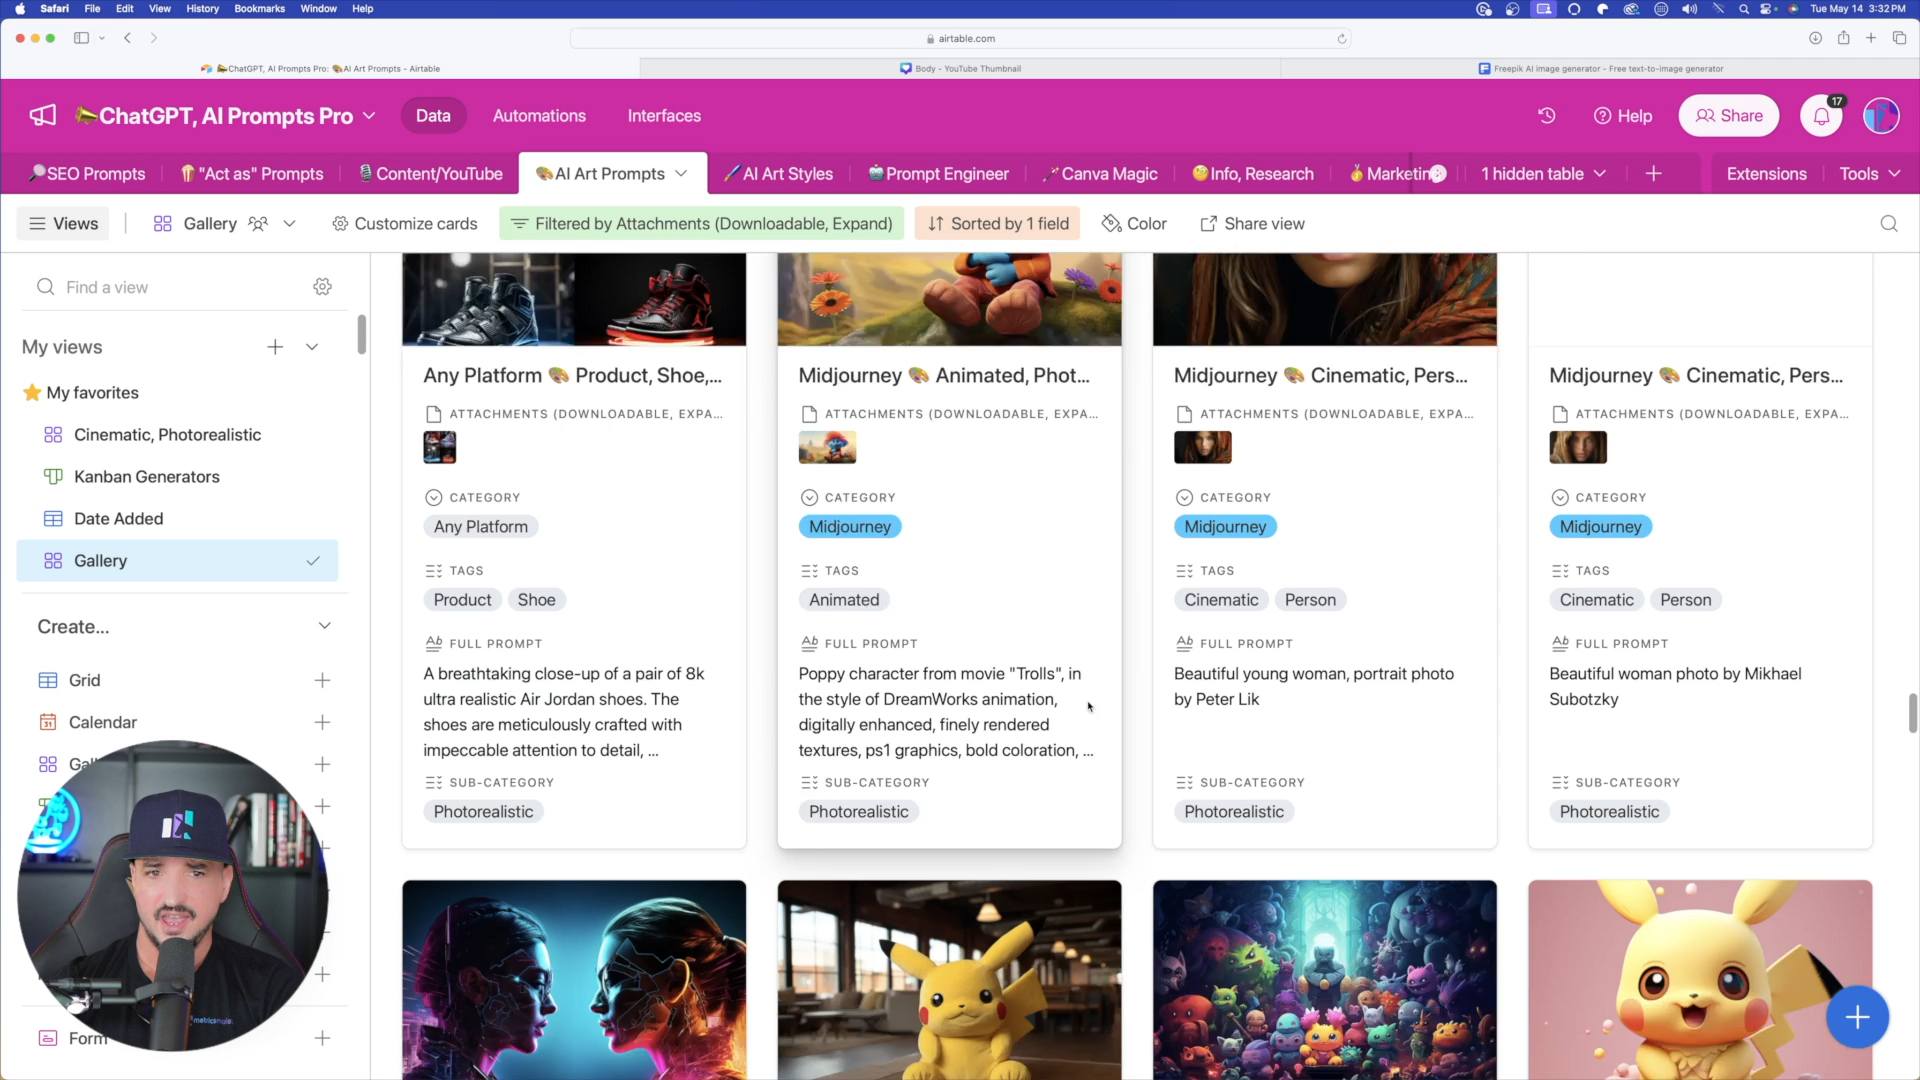 Safari File Edit View History Bookmarks Window Help Tue May 14 3:32 PM
airtable.com
ChatGPT, AI Prompts Pro: 🎨AI Art Prompts - Airtable
Body - YouTube Thumbnail
Freepik AI image generator - Free text-to-image generator
ChatGPT, AI Prompts Pro Data Automations Interfaces Help Share 17
🔎SEO Prompts 🍿"Act as" Prompts 🎙Content/YouTube 🎨AI Art Prompts 🖌AI Art Styles 🤖Prompt Engineer 🪄Canva Magic 🧐Info, Research 🥇Marketin 1 hidden table Extensions Tools
Views Gallery Customize cards Filtered by Attachments (Downloadable, Expand) Sorted by 1 field Color Share view
Find a view
My views
My favorites
Cinematic, Photorealistic
Kanban Generators
Date Added
Gallery
Create...
Grid
31 Calendar
Gal
Form
metricsmule.
Any Platform 🎨 Product, Shoe,...
ATTACHMENTS (DOWNLOADABLE, EXPA...
CATEGORY
Any Platform
TAGS
Product Shoe
Ab FULL PROMPT
A breathtaking close-up of a pair of 8k
ultra realistic Air Jordan shoes. The
shoes are meticulously crafted with
impeccable attention to detail, ...
SUB-CATEGORY
Photorealistic
Midjourney 🎨 Animated, Phot...
ATTACHMENTS (DOWNLOADABLE, EXPA...
CATEGORY
Midjourney
TAGS
Animated
Ab FULL PROMPT
Poppy character from movie "Trolls", in
the style of DreamWorks animation,
digitally enhanced, finely rendered
textures, ps1 graphics, bold coloration, ...
SUB-CATEGORY
Photorealistic
Midjourney 🎨 Cinematic, Pers...
ATTACHMENTS (DOWNLOADABLE, EXPA...
CATEGORY
Midjourney
TAGS
Cinematic Person
Ab FULL PROMPT
Beautiful young woman, portrait photo
by Peter Lik
SUB-CATEGORY
Photorealistic
Midjourney 🎨 Cinematic, Pers...
ATTACHMENTS (DOWNLOADABLE, EXPA...
CATEGORY
Midjourney
TAGS
Cinematic Person
Ab FULL PROMPT
Beautiful woman photo by Mikhael
Subotzky
SUB-CATEGORY
Photorealistic